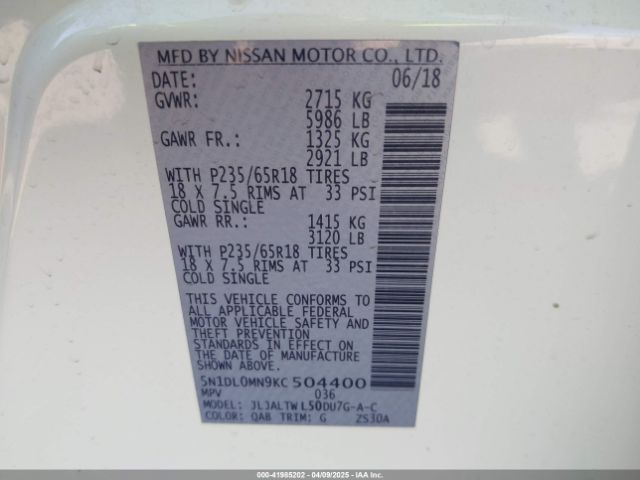 MFD BY NISSAN MOTOR CO., LTD.
DATE: 06/18
GVWR: 2715 KG
5986 LB
GAWR FR.: 1325 KG
2921 LB
WITH P235/65R18 TIRES
18 X 7.5 RIMS AT 33 PSI
COLD SINGLE
GAWR RR.: 1415 KG
3120 LB
WITH P235/65R18 TIRES
18 X 7.5 RIMS AT 33 PSI
COLD SINGLE
THIS VEHICLE CONFORMS TO
ALL APPLICABLE FEDERAL
MOTOR VEHICLE SAFETY AND
THEFT PREVENTION
STANDARDS IN EFFECT ON
THE DATE OF MANUFACTURE
SHOWN ABOVE.
5N1DL0MN9KC504400
MPV 036
MODEL: JLJALTWL50DU7G-A-C
COLOR: QAB TRIM: G ZS30A
000-41985202 - 04/09/2025 - IAAI.COM